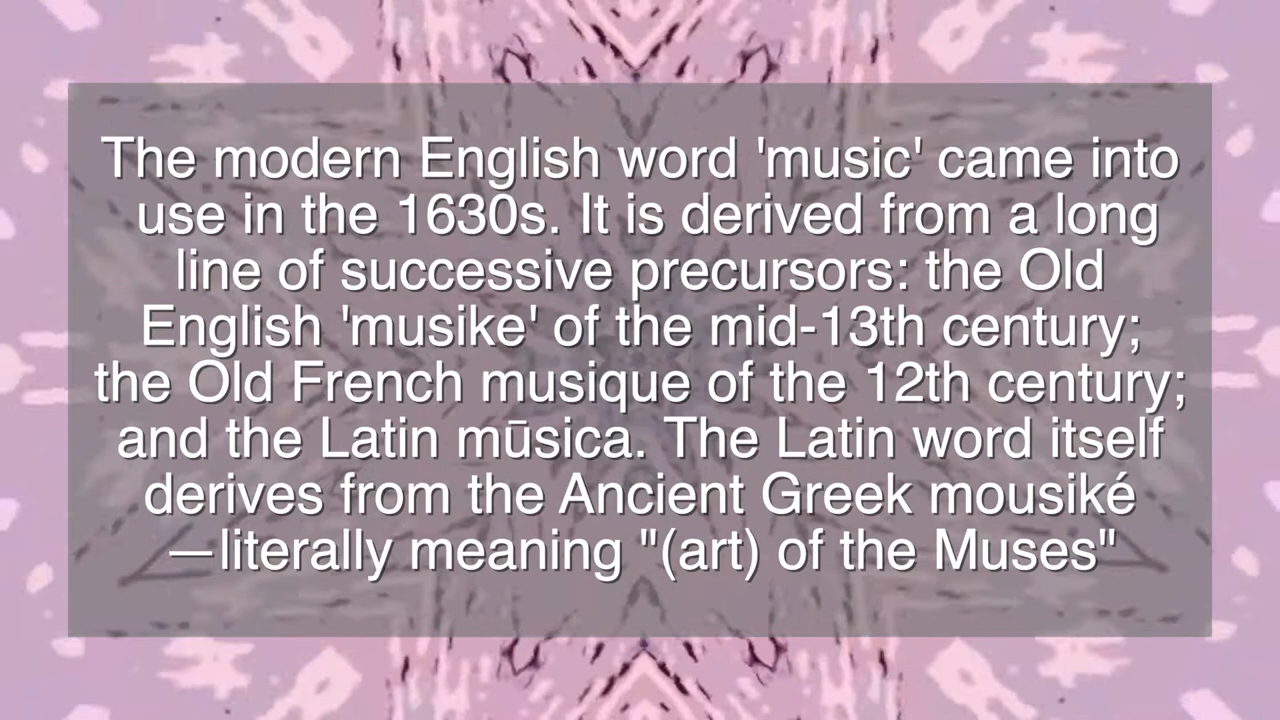 The modern English word 'music' came into
use in the 1630s. It is derived from a long
line of successive precursors: the Old
English 'musike' of the mid-13th century;
the Old French musique of the 12th century;
and the Latin mūsica. The Latin word itself
derives from the Ancient Greek mousiké
—literally meaning "(art) of the Muses"